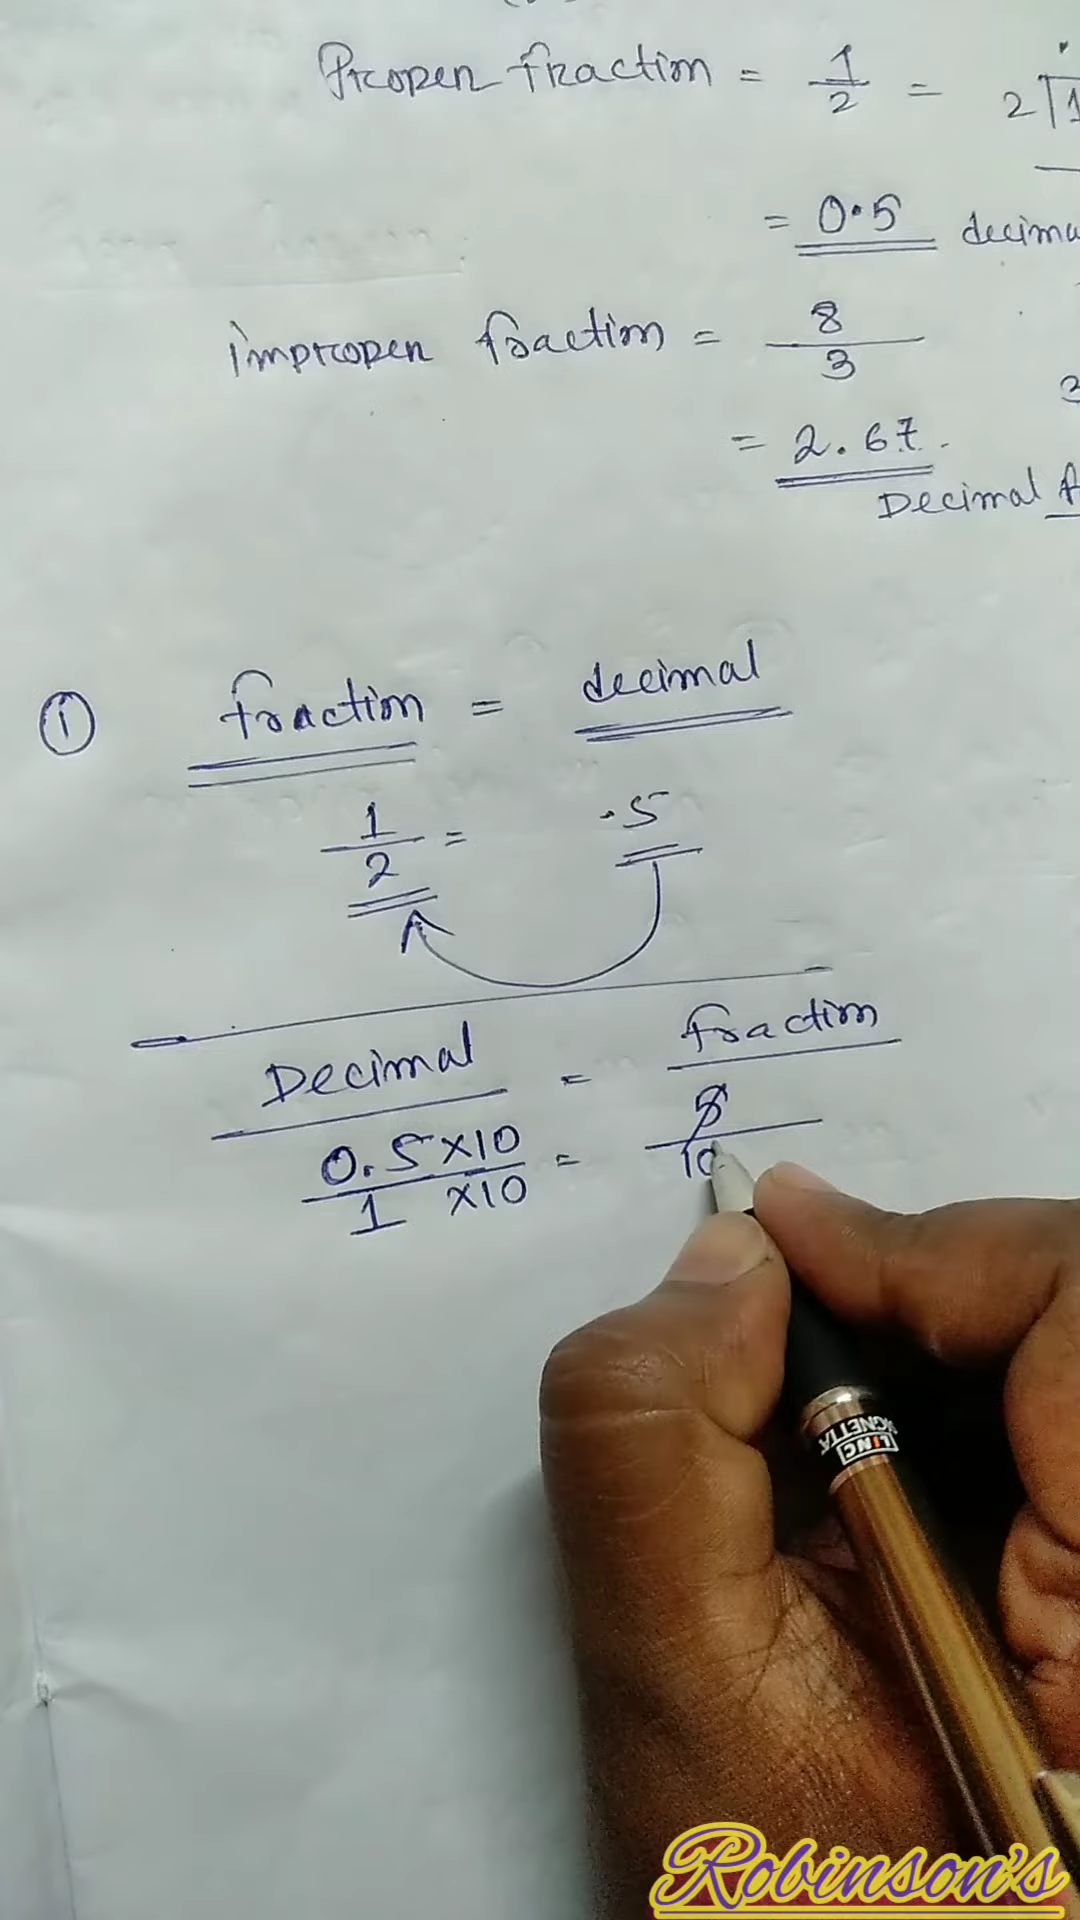 Proper fraction = 1/2 = 2
= 0.5 decima
improper fraction = 8/3
= 2.67.
Decimal A
① fraction = decimal
1/2 = .5
Decimal = fraction
0.5×10/1×10 = 5/10
LINC
SIGNETTA
Robinson's